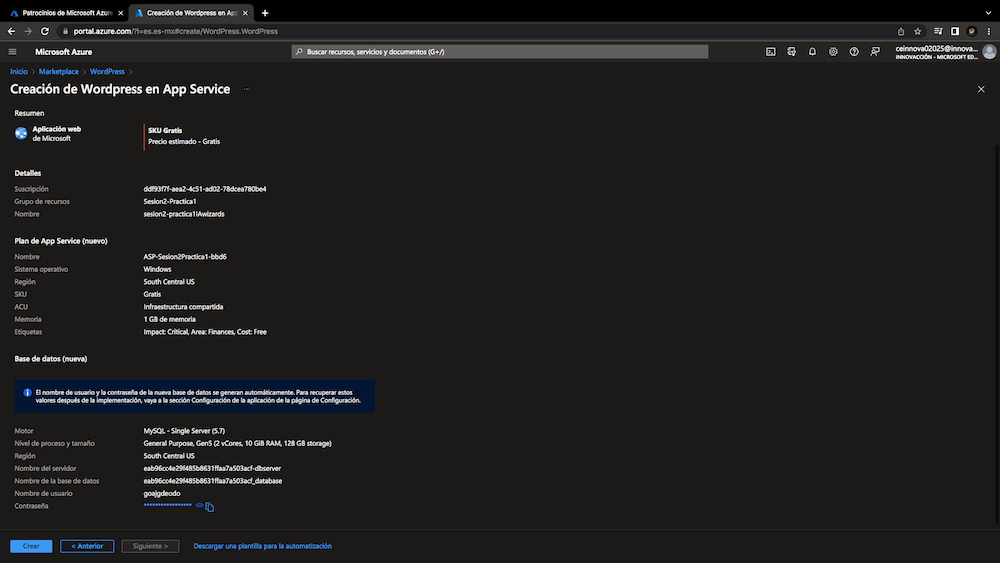 Patrocinios de Microsoft Azure
Creación de Wordpress en Ap
portal.azure.com/?l=es.es-mx#create/WordPress.WordPress
Microsoft Azure
Buscar recursos, servicios y documentos (G+/)
ceinnova02025@innova...
INNOVACCIÓN - MICROSOFT ED...
Inicio > Marketplace > WordPress >
Creación de Wordpress en App Service ...
Resumen
Aplicación web
de Microsoft
SKU Gratis
Precio estimado - Gratis
Detalles
Suscripción ddf93f7f-aea2-4c51-ad02-78dcea780be4
Grupo de recursos Sesion2-Practica1
Nombre sesion2-practica1IAwizards
Plan de App Service (nuevo)
Nombre ASP-Sesion2Practica1-bbd6
Sistema operativo Windows
Región South Central US
SKU Gratis
ACU Infraestructura compartida
Memoria 1 GB de memoria
Etiquetas Impact: Critical, Area: Finances, Cost: Free
Base de datos (nueva)
El nombre de usuario y la contraseña de la nueva base de datos se generan automáticamente. Para recuperar estos
valores después de la implementación, vaya a la sección Configuración de la aplicación de la página de Configuración.
Motor MySQL - Single Server (5.7)
Nivel de proceso y tamaño General Purpose, Gen5 (2 vCores, 10 GiB RAM, 128 GB storage)
Región South Central US
Nombre del servidor eab96cc4e29f485b8631ffaa7a503acf-dbserver
Nombre de la base de datos eab96cc4e29f485b8631ffaa7a503acf_database
Nombre de usuario goajgdeodo
Contraseña ****************
Crear < Anterior Siguiente > Descargar una plantilla para la automatización